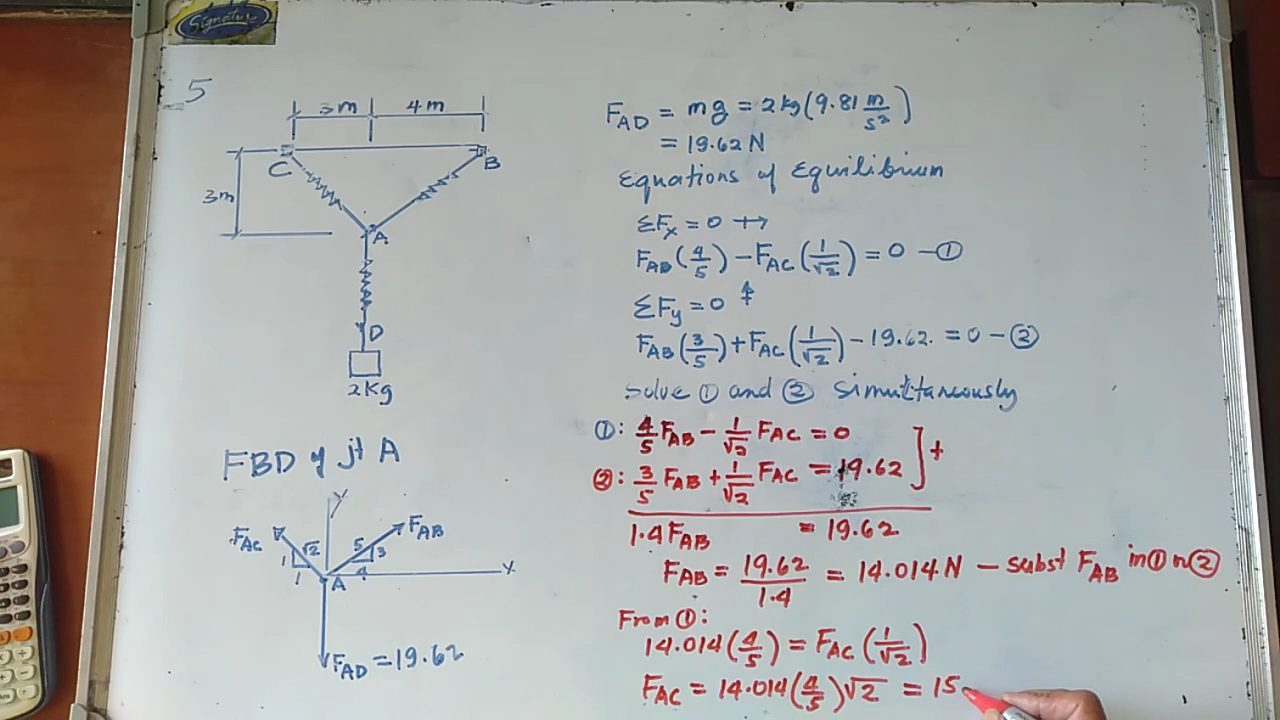 Signature
5
3m 4m
C B
3m
A
D
2Kg
FBD of jt A
Y
F_AC √2 5 3 F_AB
1 1 4 X
A
F_AD = 19.62
F_AD = mg = 2kg(9.81 m/s²)
= 19.62 N
Equations of Equilibrium
ΣFx = 0 →+
F_AB(4/5) - F_AC(1/√2) = 0 - ①
ΣFy = 0 +↑
F_AB(3/5) + F_AC(1/√2) - 19.62 = 0 - ②
Solve ① and ② simultaneously
①: 4/5 F_AB - 1/√2 F_AC = 0
②: 3/5 F_AB + 1/√2 F_AC = 19.62 ] +
1.4 F_AB = 19.62
F_AB = 19.62/1.4 = 14.014 N - subst F_AB in ① or ②
From ①:
14.014(4/5) = F_AC(1/√2)
F_AC = 14.014(4/5)√2 = 15